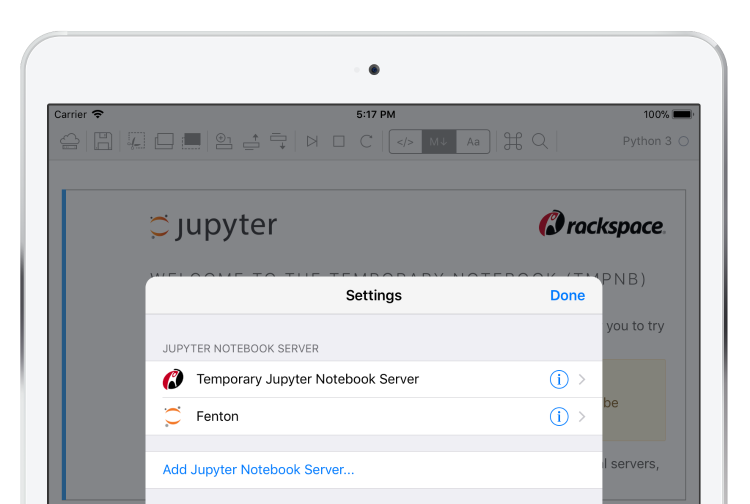 Carrier 5:17 PM 100%
</> M↓ Aa Python 3
jupyter rackspace.
WELCOME TO THE TEMPORARY NOTEBOOK (TMPNB)
Settings Done
you to try
JUPYTER NOTEBOOK SERVER
Temporary Jupyter Notebook Server
be
Fenton
l servers,
Add Jupyter Notebook Server...